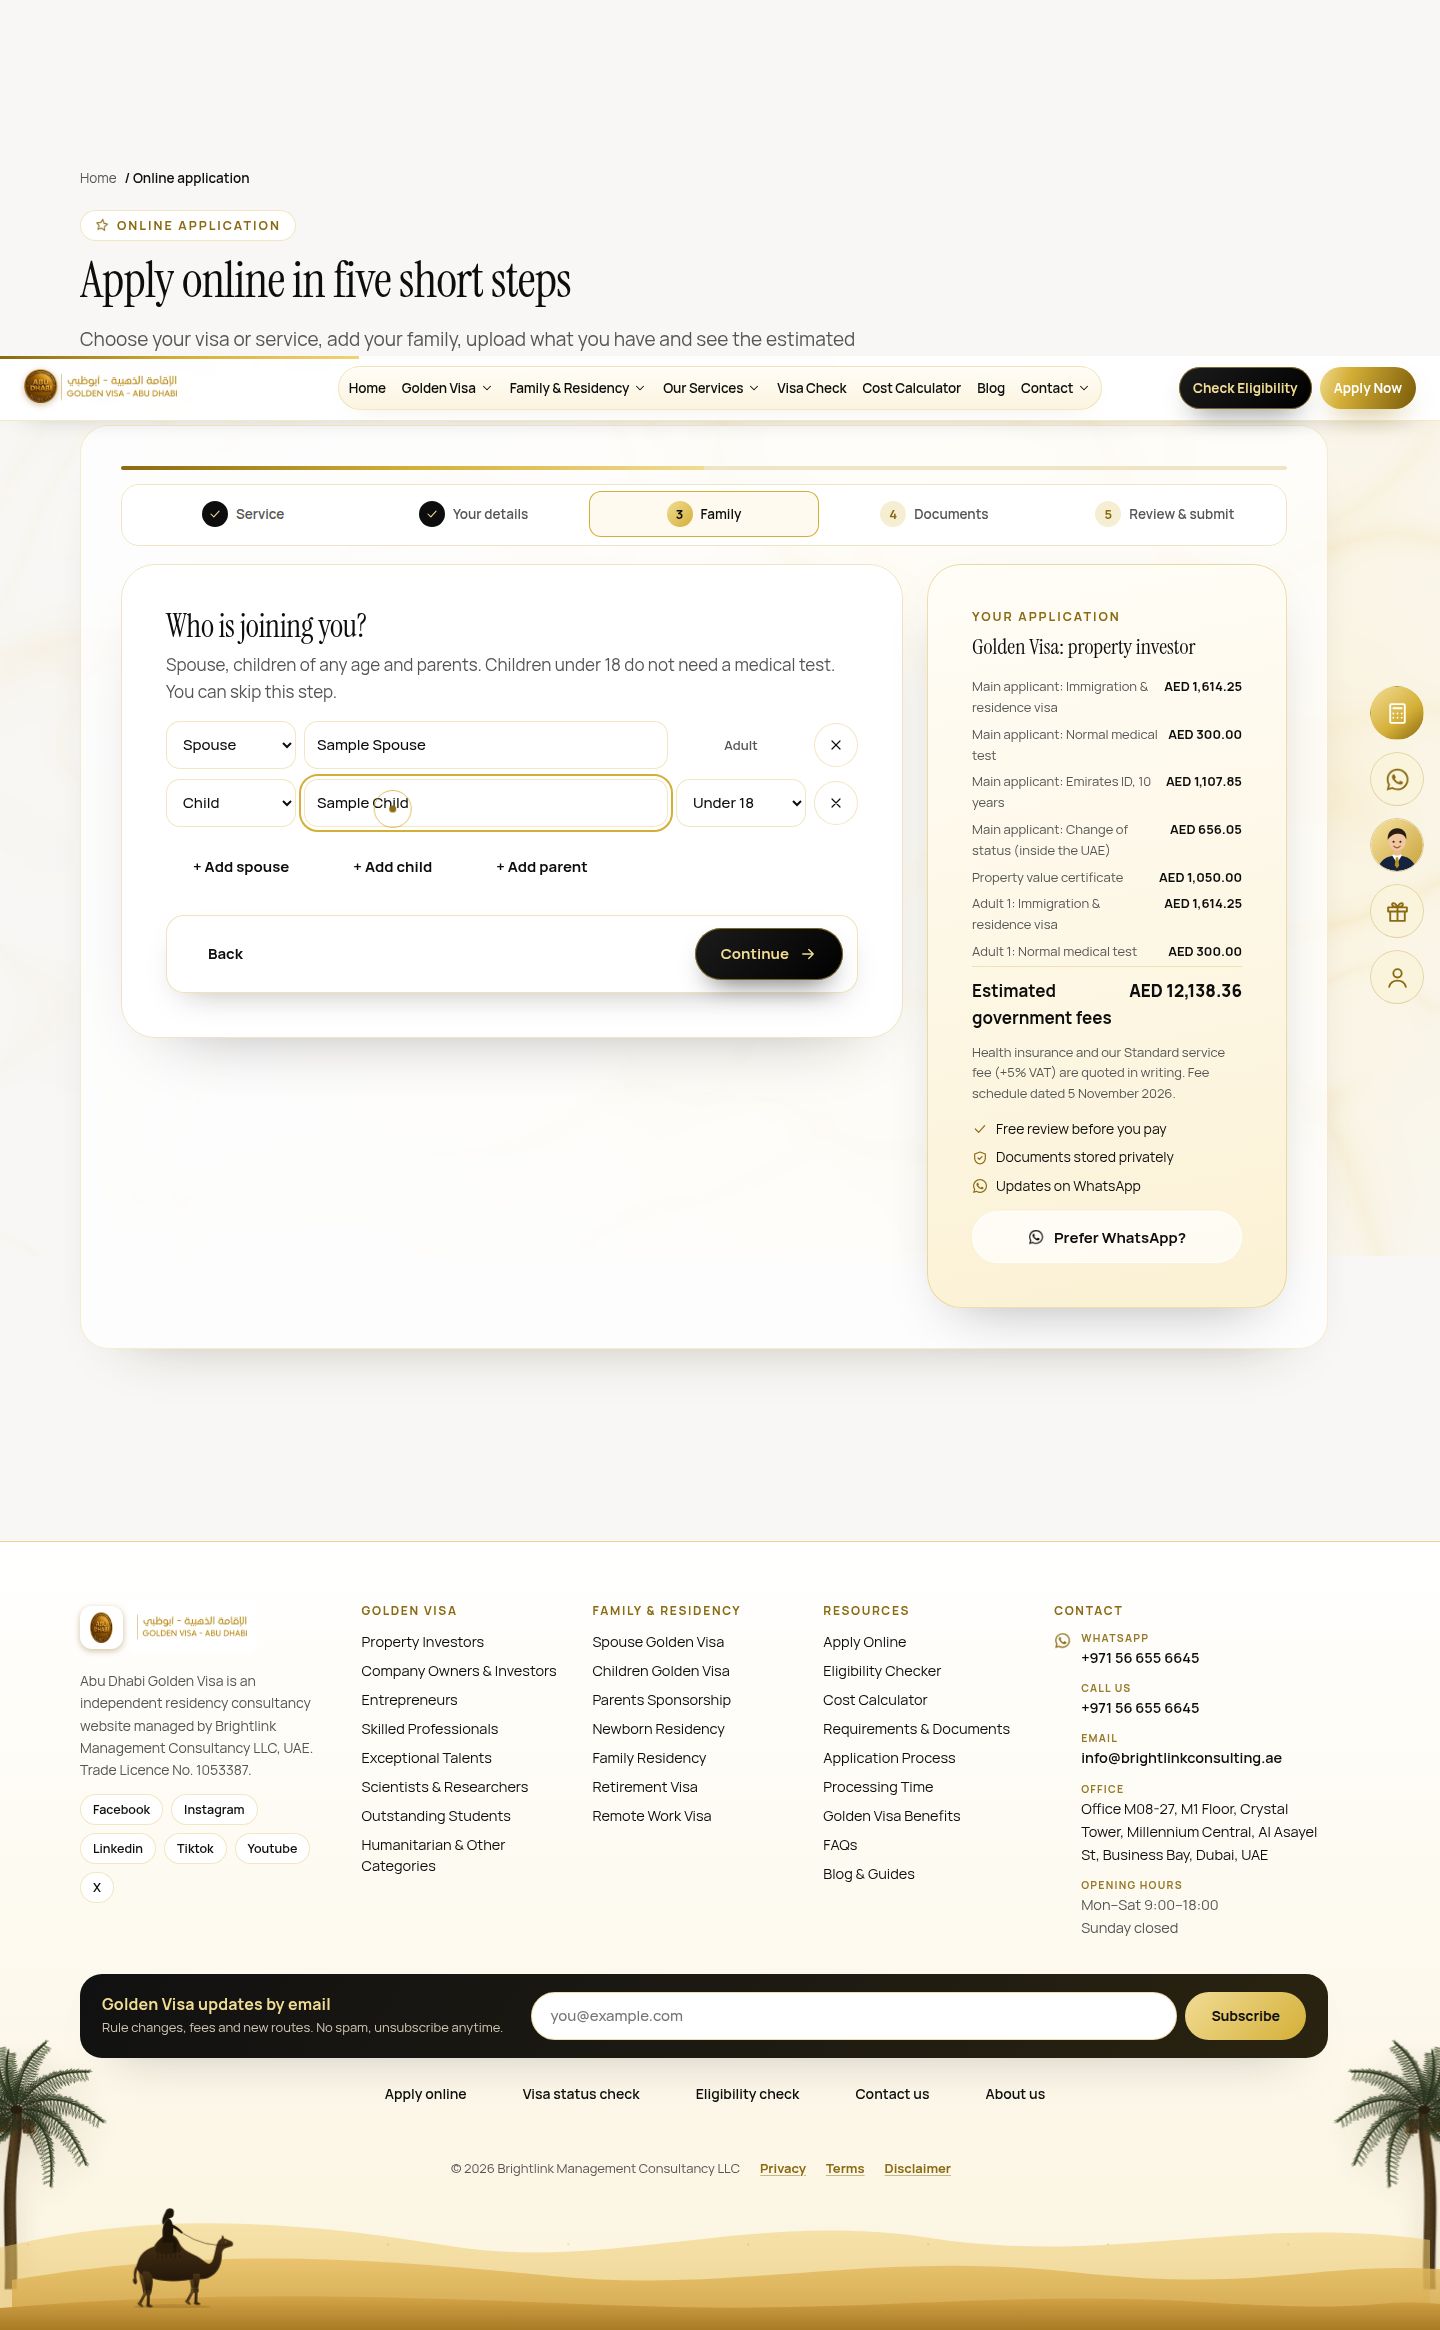 Home / Online application
ONLINE APPLICATION
Apply online in five short steps
Choose your visa or service, add your family, upload what you have and see the estimated
الإقامة الذهبية - ابوظبي
GOLDEN VISA - ABU DHABI
Home
Golden Visa
Family & Residency
Our Services
Visa Check
Cost Calculator
Blog
Contact
Check Eligibility
Apply Now
Service
Your details
3 Family
4 Documents
5 Review & submit
Who is joining you?
Spouse, children of any age and parents. Children under 18 do not need a medical test.
You can skip this step.
Spouse
Sample Spouse
Adult
Child
Sample Child
Under 18
+ Add spouse
+ Add child
+ Add parent
Back
Continue
YOUR APPLICATION
Golden Visa: property investor
Main applicant: Immigration & AED 1,614.25
residence visa
Main applicant: Normal medical AED 300.00
test
Main applicant: Emirates ID, 10 AED 1,107.85
years
Main applicant: Change of AED 656.05
status (inside the UAE)
Property value certificate AED 1,050.00
Adult 1: Immigration & AED 1,614.25
residence visa
Adult 1: Normal medical test AED 300.00
Estimated AED 12,138.36
government fees
Health insurance and our Standard service
fee (+5% VAT) are quoted in writing. Fee
schedule dated 5 November 2026.
Free review before you pay
Documents stored privately
Updates on WhatsApp
Prefer WhatsApp?
الإقامة الذهبية - ابوظبي
GOLDEN VISA - ABU DHABI
Abu Dhabi Golden Visa is an
independent residency consultancy
website managed by Brightlink
Management Consultancy LLC, UAE.
Trade Licence No. 1053387.
Facebook
Instagram
Linkedin
Tiktok
Youtube
X
GOLDEN VISA
Property Investors
Company Owners & Investors
Entrepreneurs
Skilled Professionals
Exceptional Talents
Scientists & Researchers
Outstanding Students
Humanitarian & Other
Categories
FAMILY & RESIDENCY
Spouse Golden Visa
Children Golden Visa
Parents Sponsorship
Newborn Residency
Family Residency
Retirement Visa
Remote Work Visa
RESOURCES
Apply Online
Eligibility Checker
Cost Calculator
Requirements & Documents
Application Process
Processing Time
Golden Visa Benefits
FAQs
Blog & Guides
CONTACT
WHATSAPP
+971 56 655 6645
CALL US
+971 56 655 6645
EMAIL
info@brightlinkconsulting.ae
OFFICE
Office M08-27, M1 Floor, Crystal
Tower, Millennium Central, Al Asayel
St, Business Bay, Dubai, UAE
OPENING HOURS
Mon–Sat 9:00–18:00
Sunday closed
Golden Visa updates by email
Rule changes, fees and new routes. No spam, unsubscribe anytime.
you@example.com
Subscribe
Apply online
Visa status check
Eligibility check
Contact us
About us
© 2026 Brightlink Management Consultancy LLC
Privacy
Terms
Disclaimer